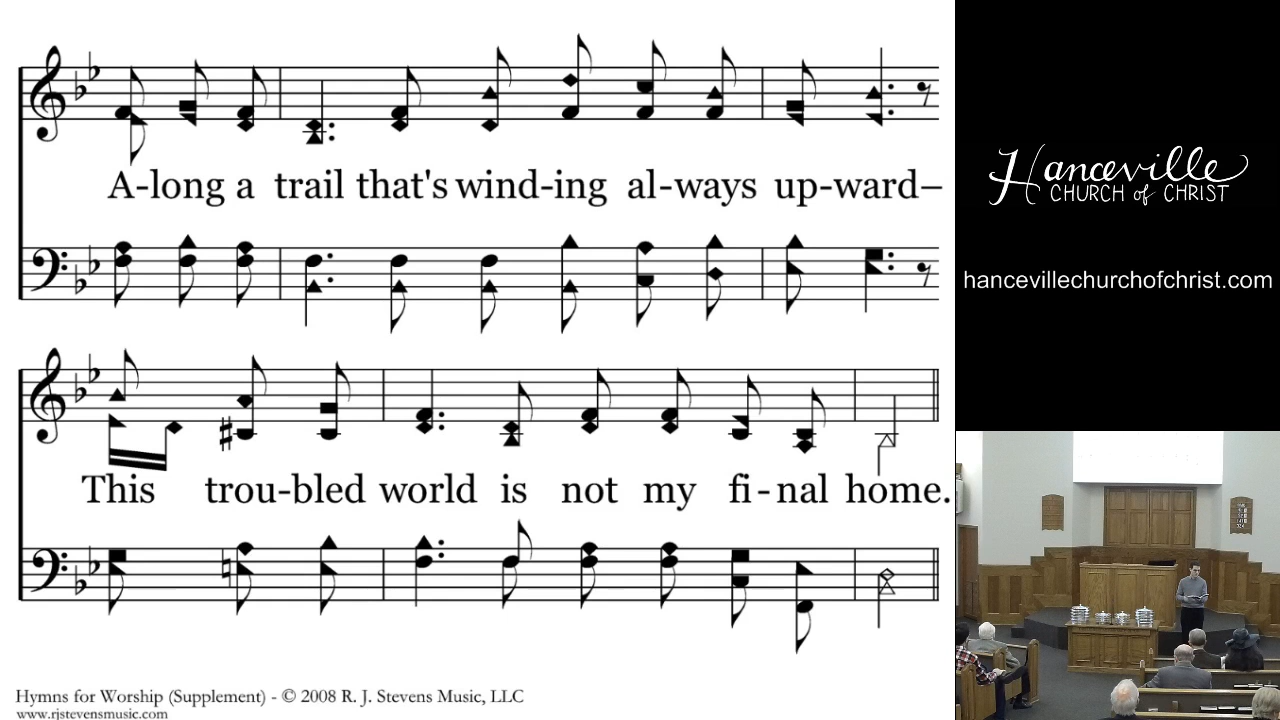 A-long a trail that's wind-ing al-ways up-ward–
This trou-bled world is not my fi-nal home.
Hymns for Worship (Supplement) - © 2008 R. J. Stevens Music, LLC
www.rjstevensmusic.com
Hanceville
CHURCH of CHRIST
hancevillechurchofchrist.com